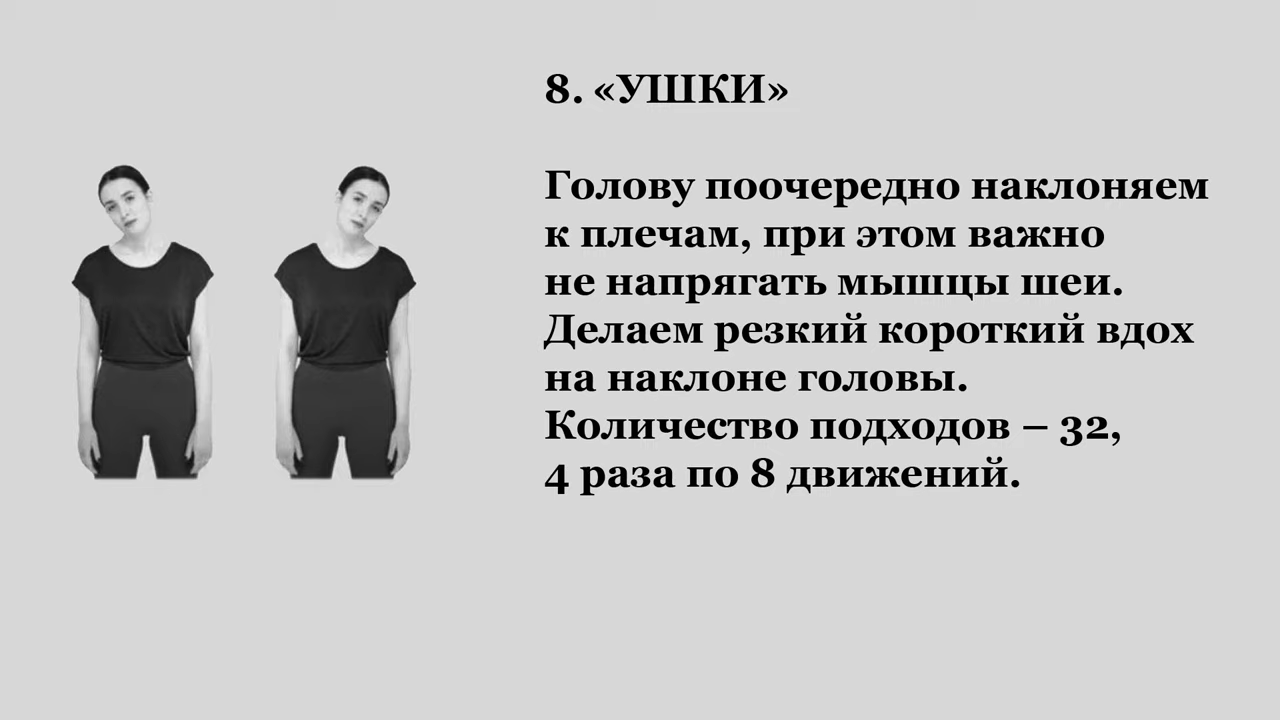 8. «УШКИ»
Голову поочередно наклоняем
к плечам, при этом важно
не напрягать мышцы шеи.
Делаем резкий короткий вдох
на наклоне головы.
Количество подходов – 32,
4 раза по 8 движений.